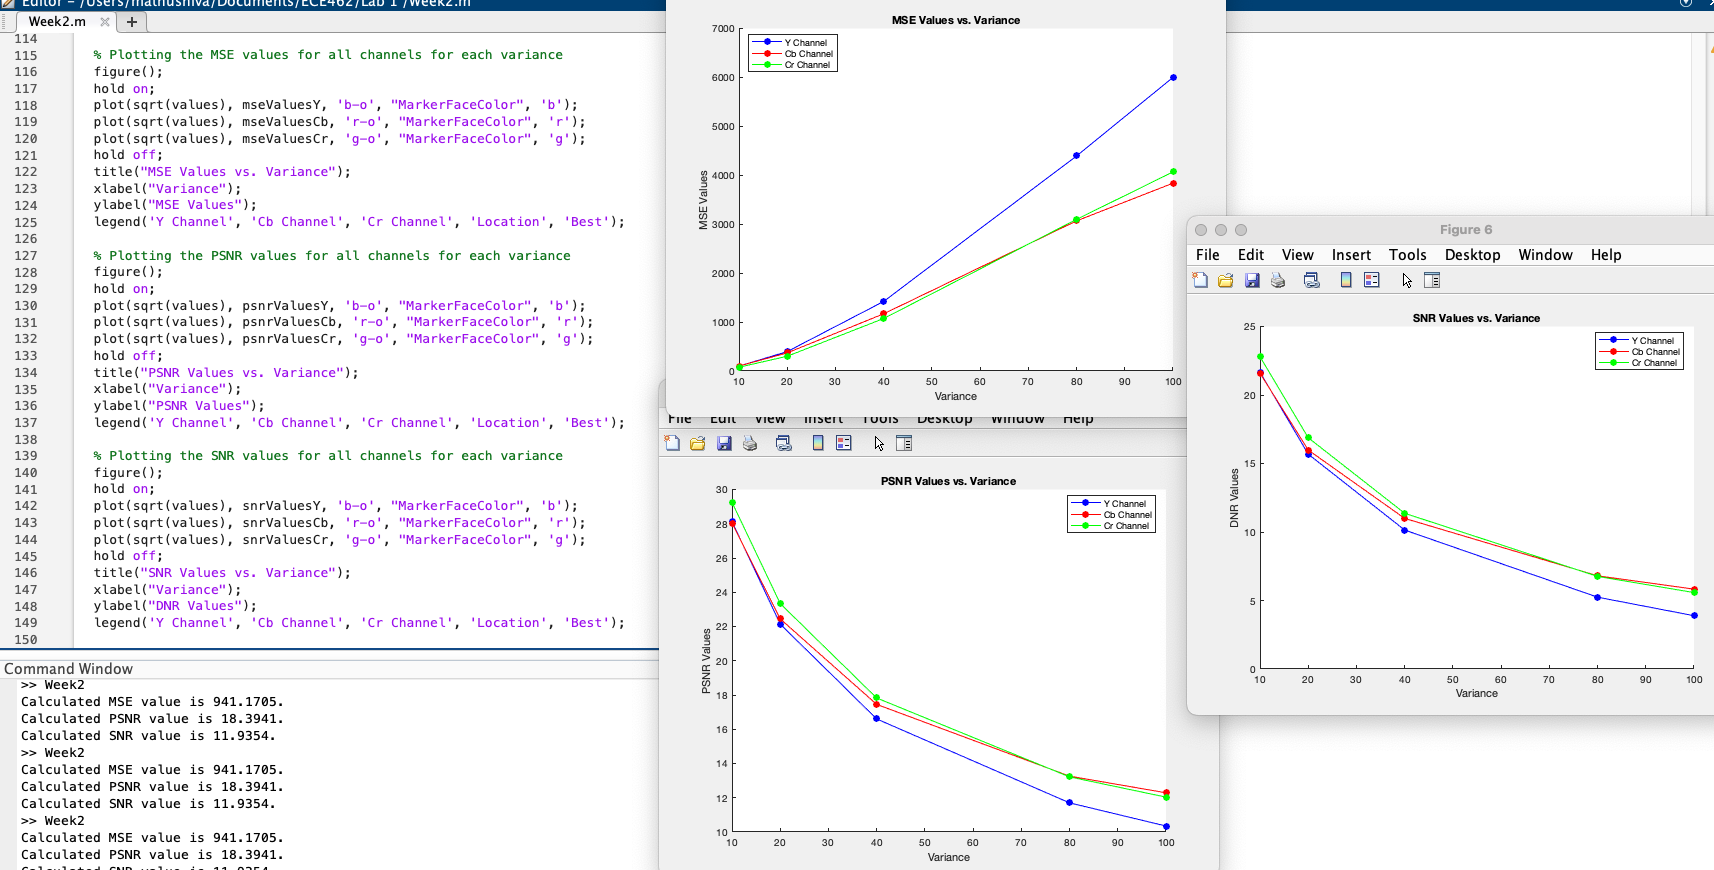 Editor - /Users/mathushiva/Documents/ECE462/Lab 1 /Week2.m
Week2.m
114
115 % Plotting the MSE values for all channels for each variance
116 figure();
117 hold on;
118 plot(sqrt(values), mseValuesY, 'b-o', "MarkerFaceColor", 'b');
119 plot(sqrt(values), mseValuesCb, 'r-o', "MarkerFaceColor", 'r');
120 plot(sqrt(values), mseValuesCr, 'g-o', "MarkerFaceColor", 'g');
121 hold off;
122 title("MSE Values vs. Variance");
123 xlabel("Variance");
124 ylabel("MSE Values");
125 legend('Y Channel', 'Cb Channel', 'Cr Channel', 'Location', 'Best');
126
127 % Plotting the PSNR values for all channels for each variance
128 figure();
129 hold on;
130 plot(sqrt(values), psnrValuesY, 'b-o', "MarkerFaceColor", 'b');
131 plot(sqrt(values), psnrValuesCb, 'r-o', "MarkerFaceColor", 'r');
132 plot(sqrt(values), psnrValuesCr, 'g-o', "MarkerFaceColor", 'g');
133 hold off;
134 title("PSNR Values vs. Variance");
135 xlabel("Variance");
136 ylabel("PSNR Values");
137 legend('Y Channel', 'Cb Channel', 'Cr Channel', 'Location', 'Best');
138
139 % Plotting the SNR values for all channels for each variance
140 figure();
141 hold on;
142 plot(sqrt(values), snrValuesY, 'b-o', "MarkerFaceColor", 'b');
143 plot(sqrt(values), snrValuesCb, 'r-o', "MarkerFaceColor", 'r');
144 plot(sqrt(values), snrValuesCr, 'g-o', "MarkerFaceColor", 'g');
145 hold off;
146 title("SNR Values vs. Variance");
147 xlabel("Variance");
148 ylabel("DNR Values");
149 legend('Y Channel', 'Cb Channel', 'Cr Channel', 'Location', 'Best');
150
Command Window
>> Week2
Calculated MSE value is 941.1705.
Calculated PSNR value is 18.3941.
Calculated SNR value is 11.9354.
>> Week2
Calculated MSE value is 941.1705.
Calculated PSNR value is 18.3941.
Calculated SNR value is 11.9354.
>> Week2
Calculated MSE value is 941.1705.
Calculated PSNR value is 18.3941.
Calculated SNR value is 11.9354.
MSE Values vs. Variance
Y Channel
Cb Channel
Cr Channel
7000
6000
5000
4000
3000
2000
1000
0
MSE Values
10 20 30 40 50 60 70 80 90 100
Variance
File Edit View Insert Tools Desktop Window Help
PSNR Values vs. Variance
Y Channel
Cb Channel
Cr Channel
30
28
26
24
22
20
18
16
14
12
10
PSNR Values
10 20 30 40 50 60 70 80 90 100
Variance
Figure 6
File Edit View Insert Tools Desktop Window Help
SNR Values vs. Variance
Y Channel
Cb Channel
Cr Channel
25
20
15
10
5
0
DNR Values
10 20 30 40 50 60 70 80 90 100
Variance